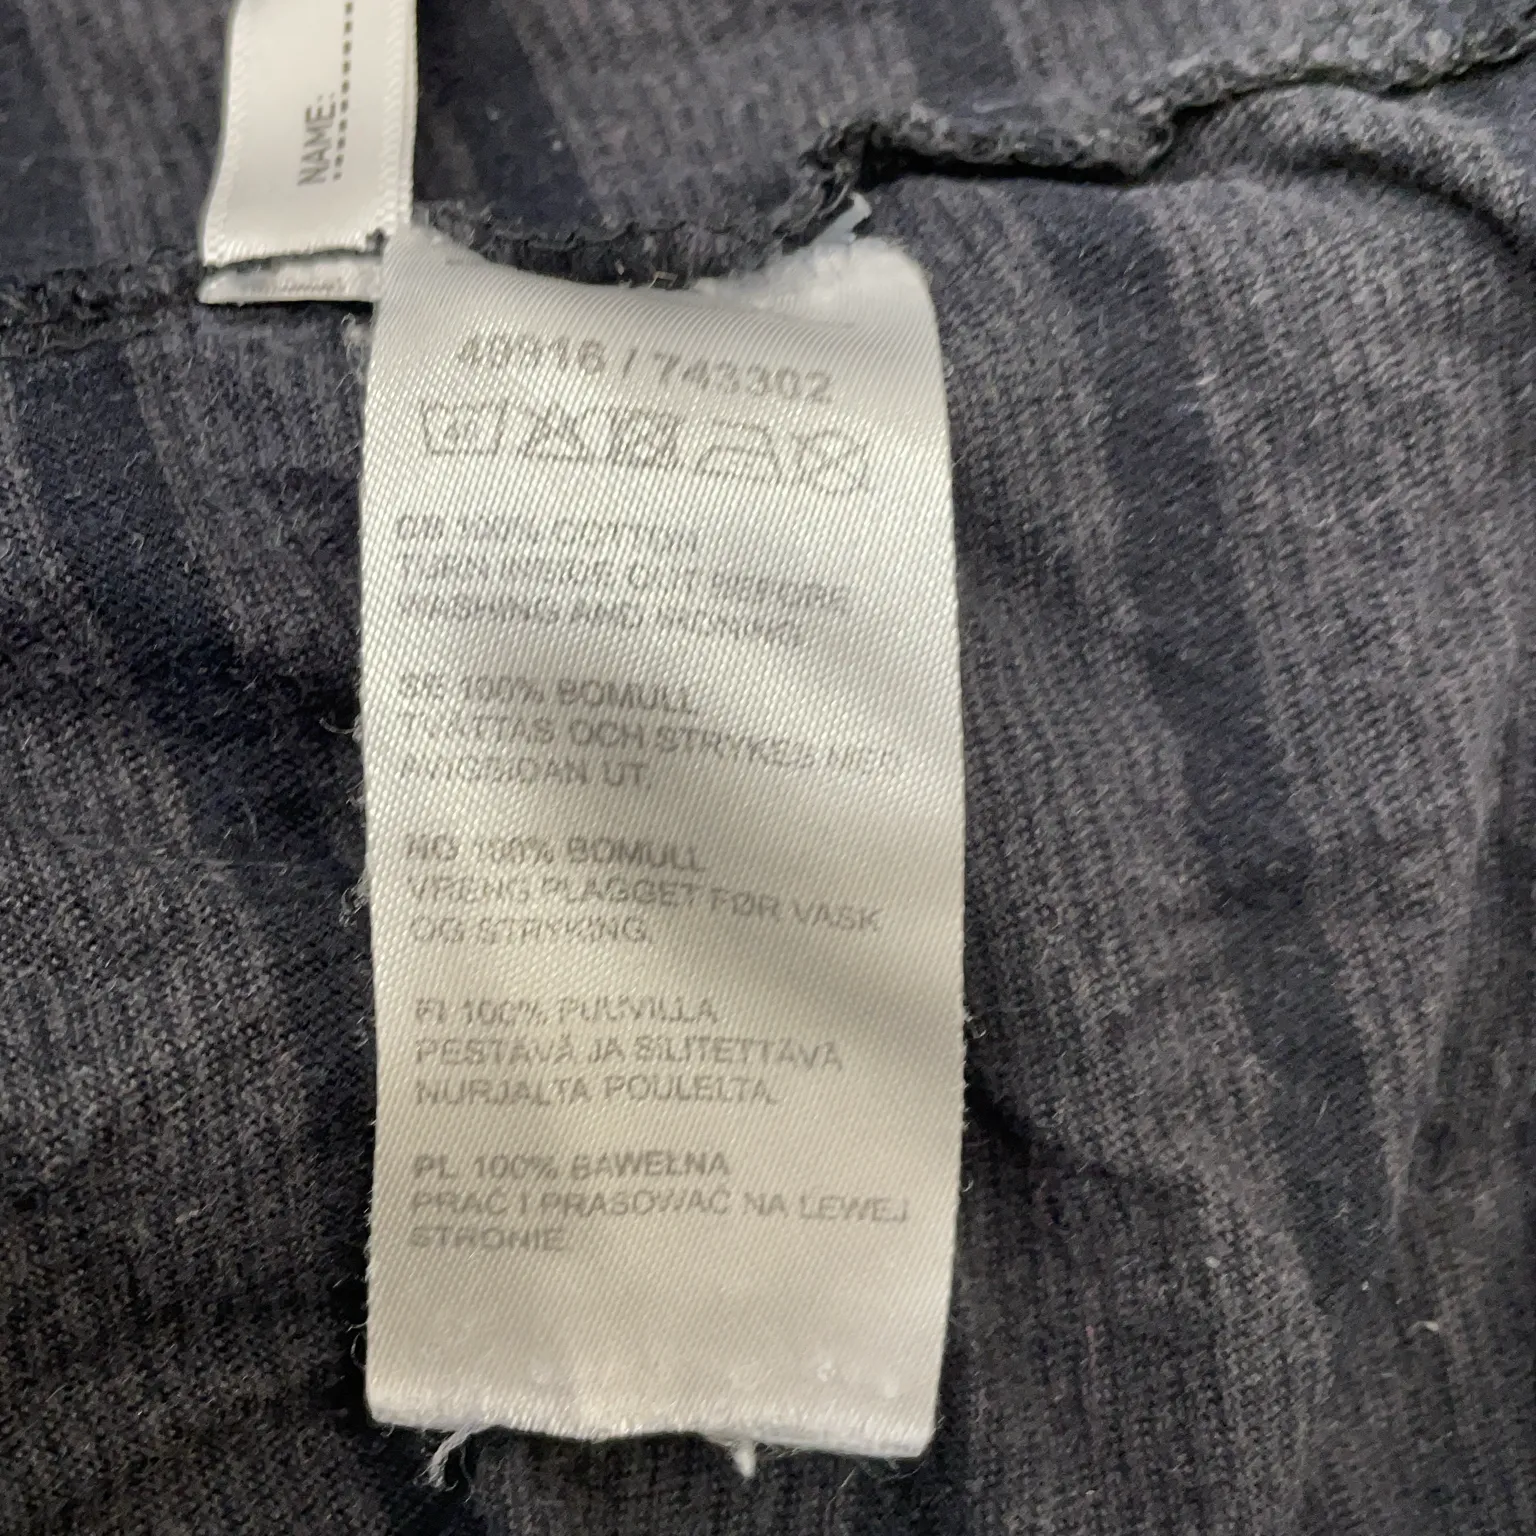 NAME:
49916 / 743302
GB 100% COTTON
TURN INSIDE OUT BEFORE
WASHING AND IRONING
SE 100% BOMULL
TVÄTTAS OCH STRYKES MED
AVIGSIDAN UT
NO 100% BOMULL
VRENG PLAGGET FØR VASK
OG STRYKING.
FI 100% PUUVILLA
PESTÄVÄ JA SILITETTÄVÄ
NURJALTA POULELTA.
PL 100% BAWEŁNA
PRAĆ I PRASOWAĆ NA LEWEJ
STRONIE